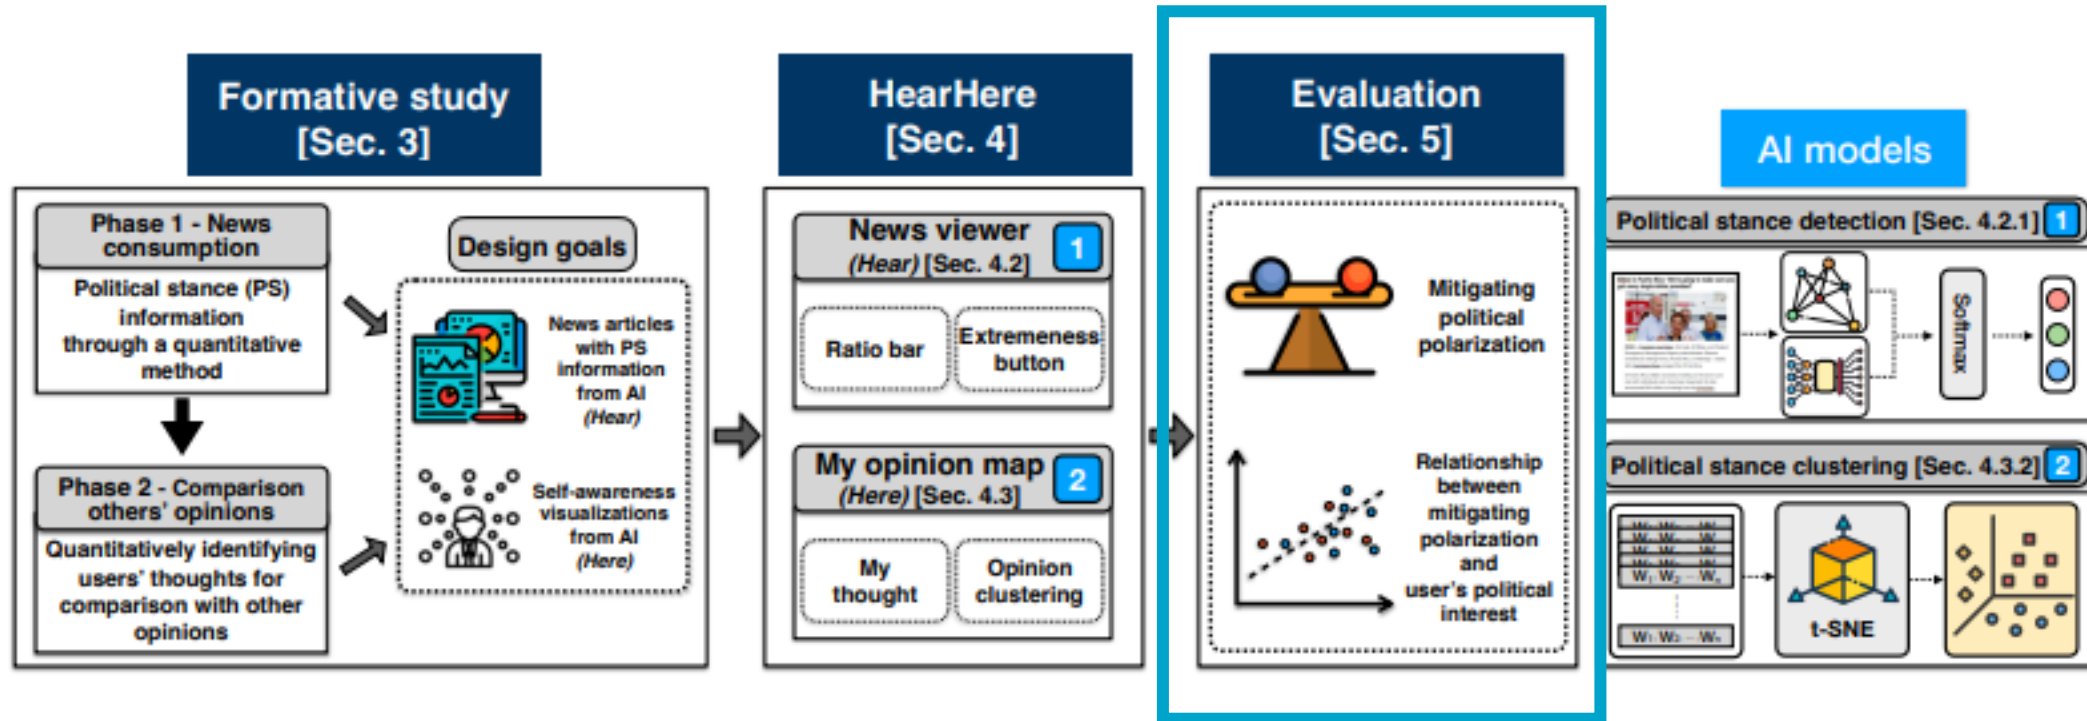 Formative study
[Sec. 3]
Phase 1 - News
consumption
Political stance (PS)
information
through a quantitative
method
Phase 2 - Comparison
others' opinions
Quantitatively identifying
users' thoughts for
comparison with other
opinions
Design goals
News articles
with PS
information
from AI
(Hear)
Self-awareness
visualizations
from AI
(Here)
HearHere
[Sec. 4]
News viewer
(Hear) [Sec. 4.2]
1
Ratio bar
Extremeness
button
My opinion map
(Here) [Sec. 4.3]
2
My
thought
Opinion
clustering
Evaluation
[Sec. 5]
Mitigating
political
polarization
Relationship
between
mitigating
polarization
and
user's political
interest
AI models
Political stance detection [Sec. 4.2.1]
1
Softmax
Political stance clustering [Sec. 4.3.2]
2
t-SNE